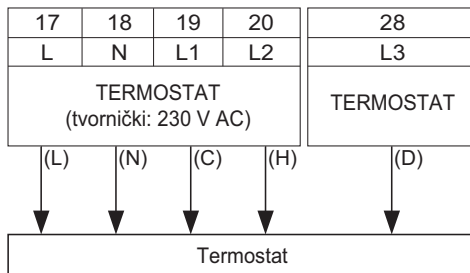 17 18 19 20 28
L N L1 L2 L3
TERMOSTAT
(tvornički: 230 V AC)
TERMOSTAT
(L) (N) (C) (H) (D)
Termostat